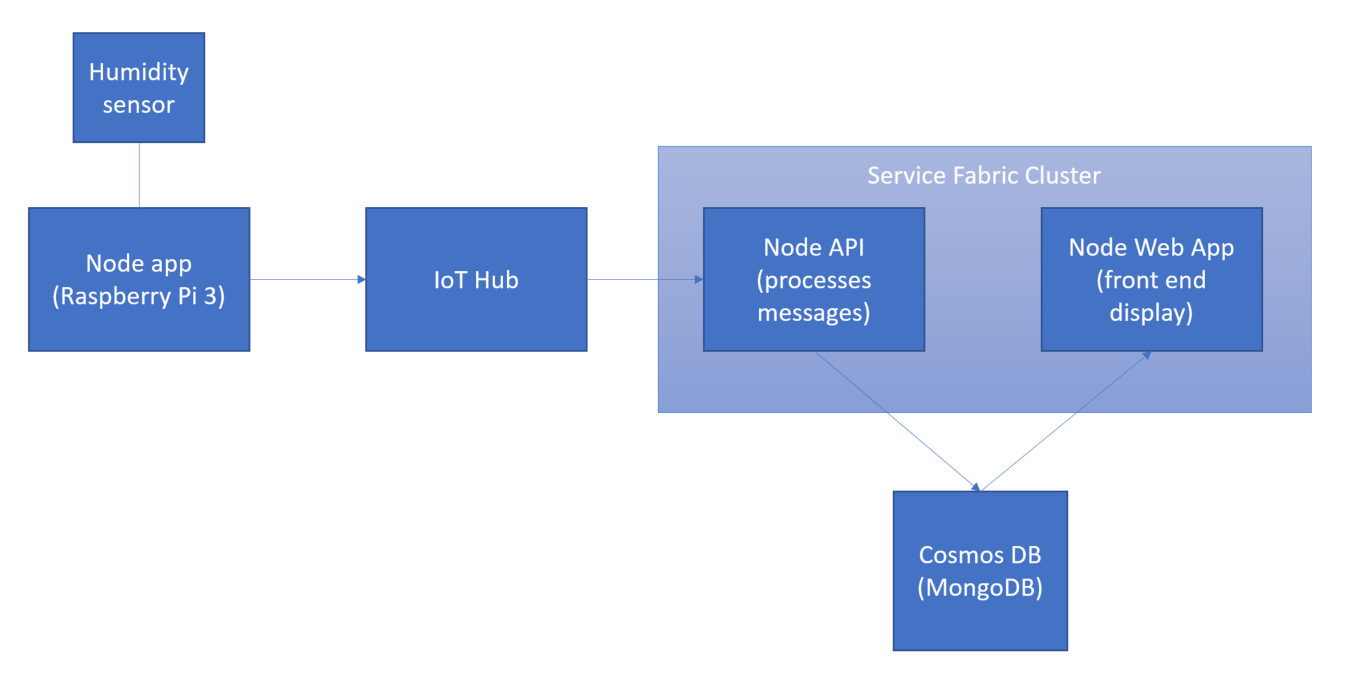 Humidity
sensor
Node app
(Raspberry Pi 3)
IoT Hub
Service Fabric Cluster
Node API
(processes
messages)
Node Web App
(front end
display)
Cosmos DB
(MongoDB)